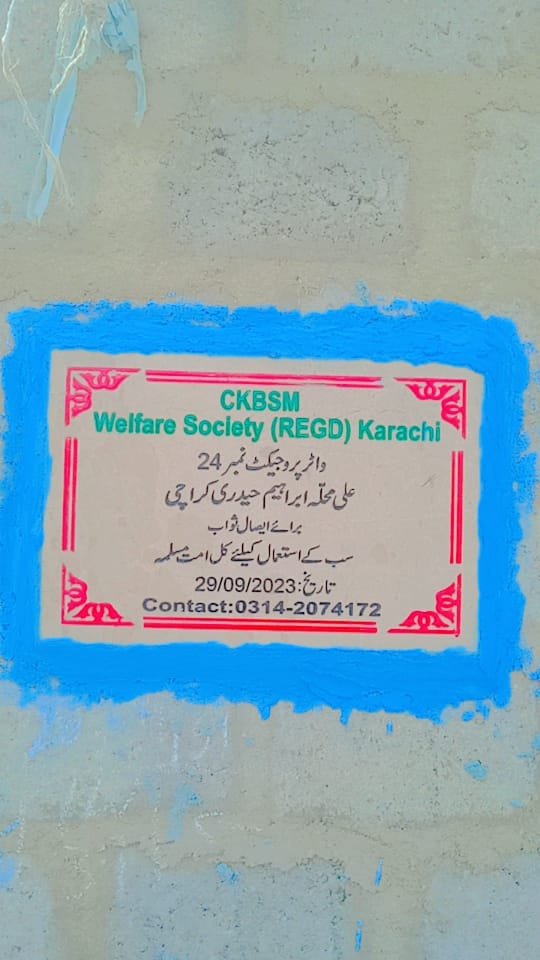 CKBSM
Welfare Society (REGD) Karachi
واٹر پروجیکٹ نمبر 24
علی محلّہ ابراہیم حیدری کراچی
برائے ایصال ثواب
سب کے استعمال کیلئے کل امت مسلمہ
تاریخ:29/09/2023
Contact:0314-2074172